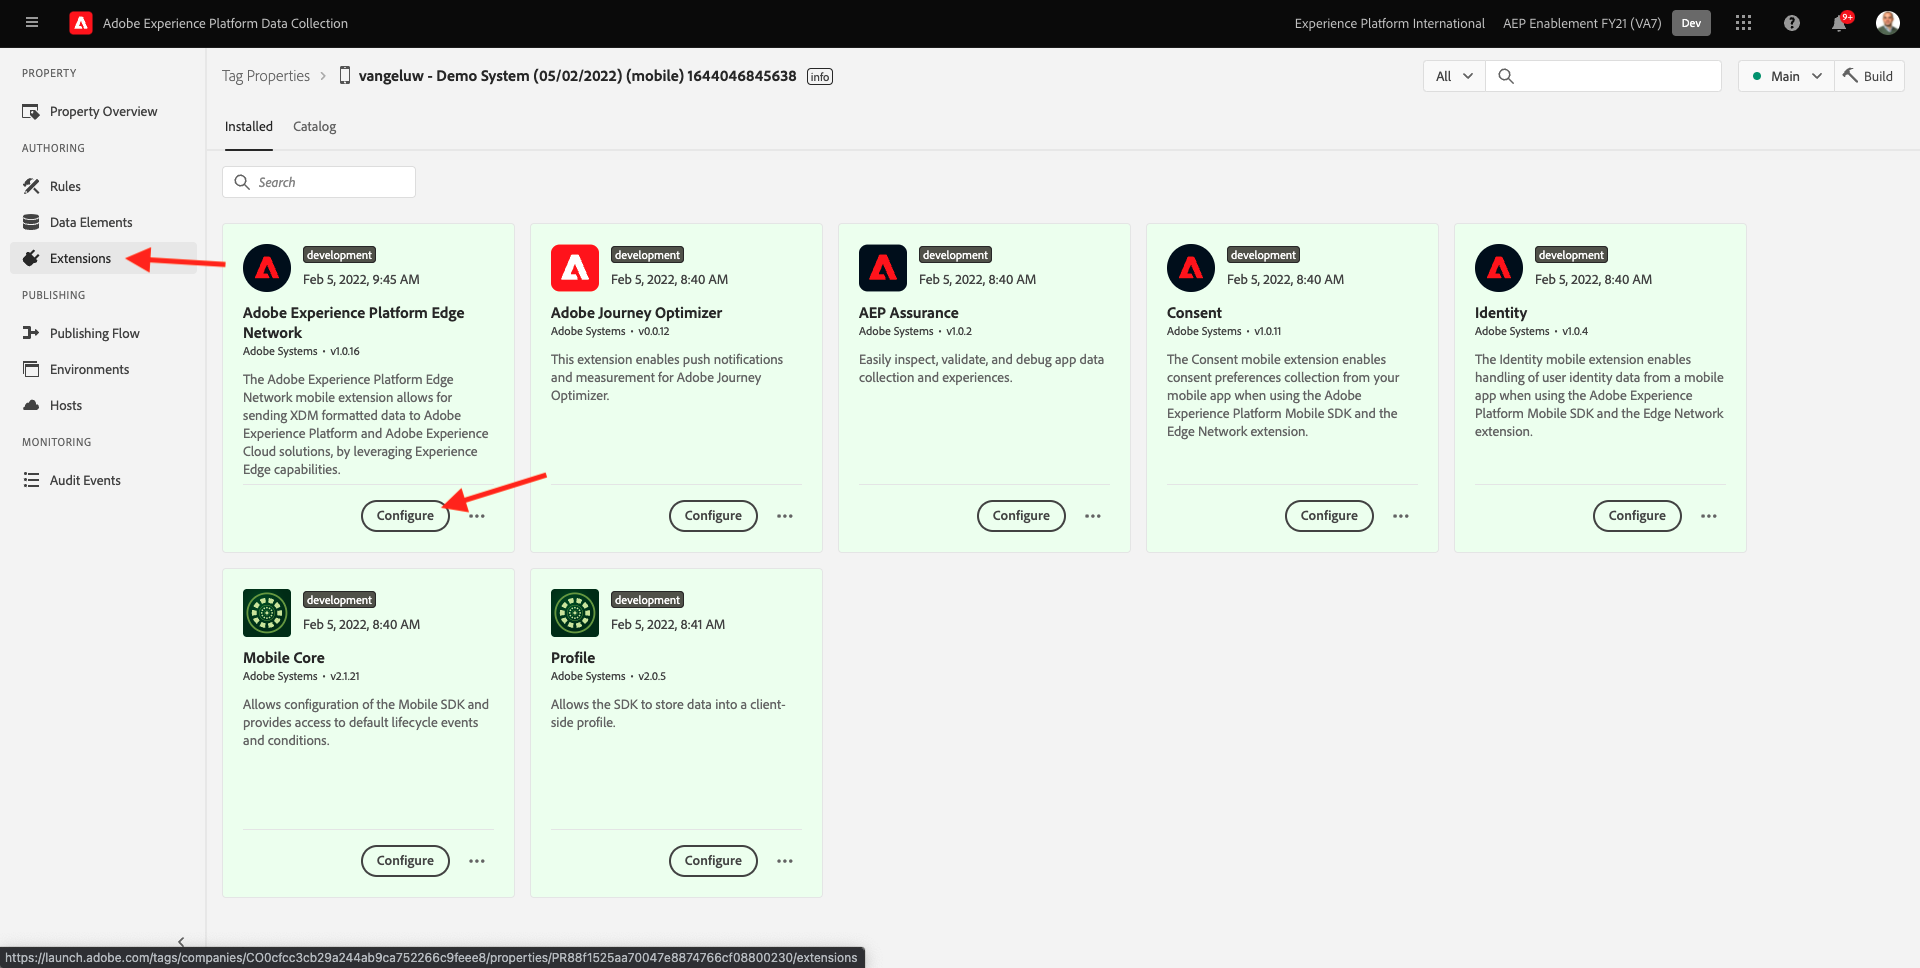 Adobe Experience Platform Data Collection
Experience Platform International
AEP Enablement FY21 (VA7)
Dev
9+
PROPERTY
Property Overview
AUTHORING
Rules
Data Elements
Extensions
PUBLISHING
Publishing Flow
Environments
Hosts
MONITORING
Audit Events
Tag Properties
vangeluw - Demo System (05/02/2022) (mobile) 1644046845638
info
All
Main
Build
Installed
Catalog
Search
development
Feb 5, 2022, 9:45 AM
Adobe Experience Platform Edge
Network
Adobe Systems • v1.0.16
The Adobe Experience Platform Edge
Network mobile extension allows for
sending XDM formatted data to Adobe
Experience Platform and Adobe Experience
Cloud solutions, by leveraging Experience
Edge capabilities.
Configure
development
Feb 5, 2022, 8:40 AM
Adobe Journey Optimizer
Adobe Systems • v0.0.12
This extension enables push notifications
and measurement for Adobe Journey
Optimizer.
Configure
development
Feb 5, 2022, 8:40 AM
AEP Assurance
Adobe Systems • v1.0.2
Easily inspect, validate, and debug app data
collection and experiences.
Configure
development
Feb 5, 2022, 8:40 AM
Consent
Adobe Systems • v1.0.11
The Consent mobile extension enables
consent preferences collection from your
mobile app when using the Adobe
Experience Platform Mobile SDK and the
Edge Network extension.
Configure
development
Feb 5, 2022, 8:40 AM
Identity
Adobe Systems • v1.0.4
The Identity mobile extension enables
handling of user identity data from a mobile
app when using the Adobe Experience
Platform Mobile SDK and the Edge Network
extension.
Configure
development
Feb 5, 2022, 8:40 AM
Mobile Core
Adobe Systems • v2.1.21
Allows configuration of the Mobile SDK and
provides access to default lifecycle events
and conditions.
Configure
development
Feb 5, 2022, 8:41 AM
Profile
Adobe Systems • v2.0.5
Allows the SDK to store data into a client-
side profile.
Configure
https://launch.adobe.com/tags/companies/CO0cfcc3cb29a244ab9ca752266c9feee8/properties/PR88f1525aa70047e8874766cf08800230/extensions